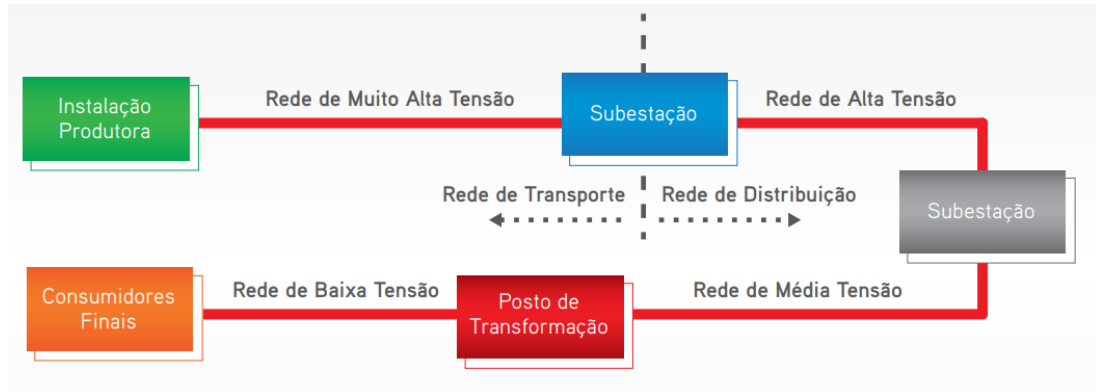 Instalação
Produtora
Rede de Muito Alta Tensão
Subestação
Rede de Alta Tensão
Rede de Transporte
Rede de Distribuição
Subestação
Consumidores
Finais
Rede de Baixa Tensão
Posto de
Transformação
Rede de Média Tensão